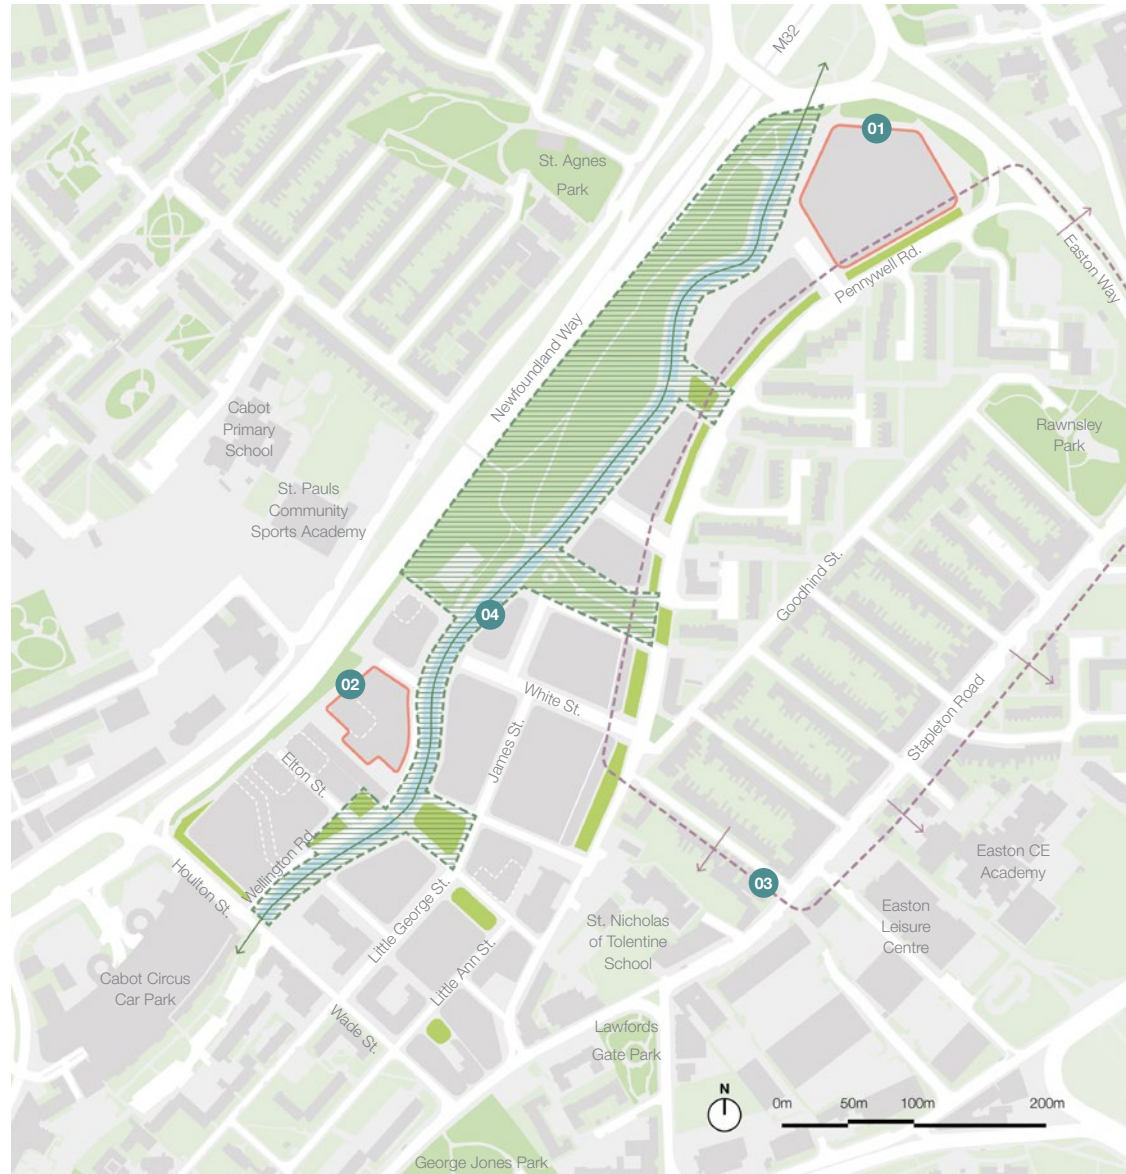 M32
01
St. Agnes
Park
Easton Way
Pennywell Rd.
Newfoundland Way
Cabot
Primary
School
Rawnsley
Park
St. Pauls
Community
Sports Academy
Goodhind St.
04
02
White St.
Stapleton Road
James St.
Elton St.
Wellington Rd.
Houlton St.
Easton CE
Academy
03
Little George St.
St. Nicholas
of Tolentine
School
Easton
Leisure
Centre
Little Ann St.
Cabot Circus
Car Park
Wade St.
Lawfords
Gate Park
N
0m 50m 100m 200m
George Jones Park